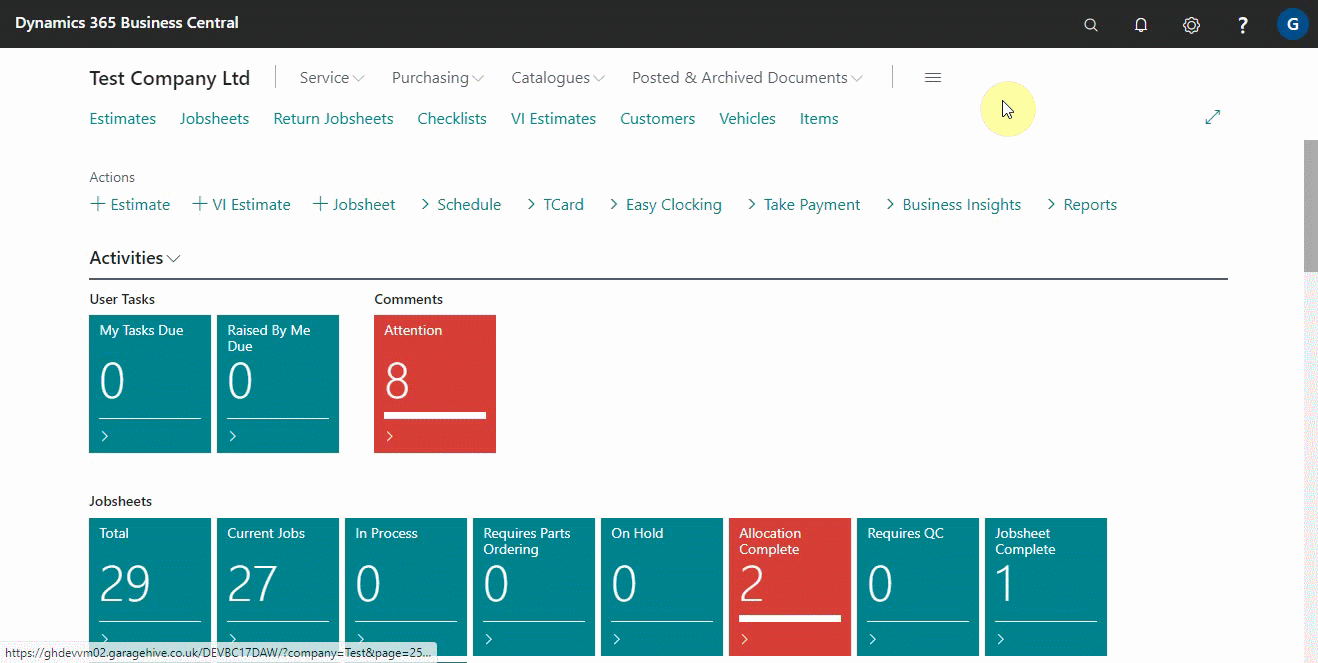 Dynamics 365 Business Central
G
Test Company Ltd Service Purchasing Catalogues Posted & Archived Documents
Estimates Jobsheets Return Jobsheets Checklists VI Estimates Customers Vehicles Items
Actions
+ Estimate + VI Estimate + Jobsheet > Schedule > TCard > Easy Clocking > Take Payment > Business Insights > Reports
Activities
User Tasks Comments
My Tasks Due Raised By Me Due Attention
0 0 8
Jobsheets
Total Current Jobs In Process Requires Parts Ordering On Hold Allocation Complete Requires QC Jobsheet Complete
29 27 0 0 0 2 0 1
https://ghdevvm02.garagehive.co.uk/DEVBC17DAW/?company=Test&page=25...